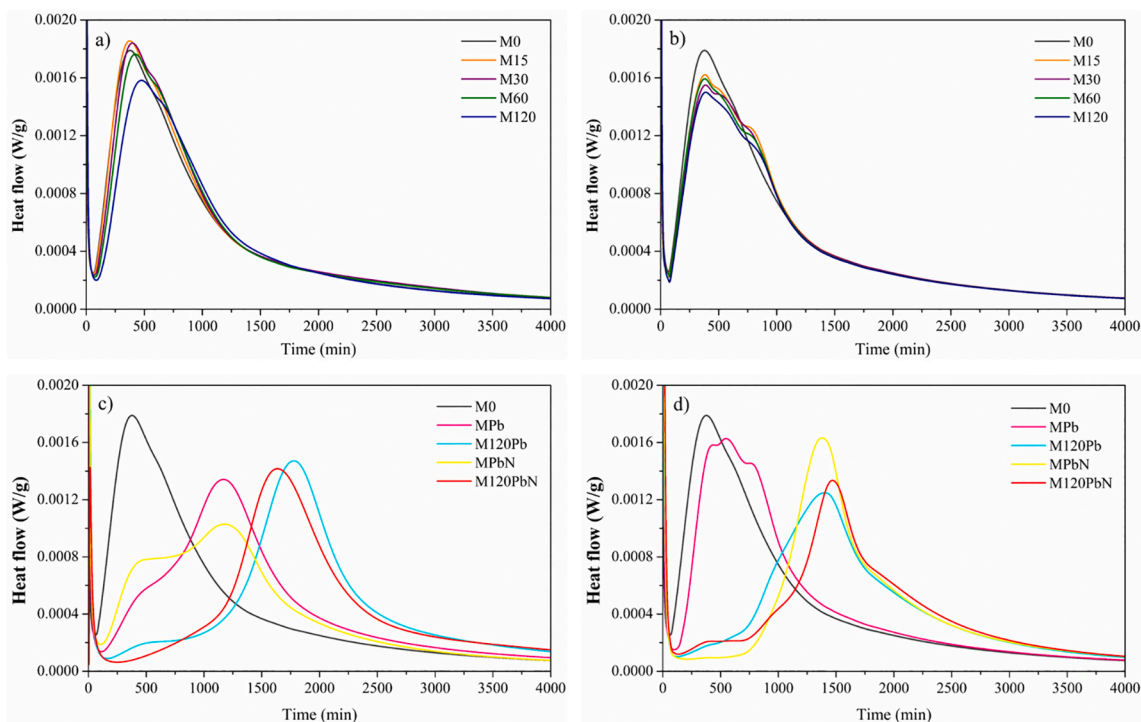 a)
M0
M15
M30
M60
M120
Heat flow (W/g)
0.0020
0.0016
0.0012
0.0008
0.0004
0.0000
0 500 1000 1500 2000 2500 3000 3500 4000
Time (min)
b)
M0
M15
M30
M60
M120
Heat flow (W/g)
0.0020
0.0016
0.0012
0.0008
0.0004
0.0000
0 500 1000 1500 2000 2500 3000 3500 4000
Time (min)
c)
M0
MPb
M120Pb
MPbN
M120PbN
Heat flow (W/g)
0.0020
0.0016
0.0012
0.0008
0.0004
0.0000
0 500 1000 1500 2000 2500 3000 3500 4000
Time (min)
d)
M0
MPb
M120Pb
MPbN
M120PbN
Heat flow (W/g)
0.0020
0.0016
0.0012
0.0008
0.0004
0.0000
0 500 1000 1500 2000 2500 3000 3500 4000
Time (min)